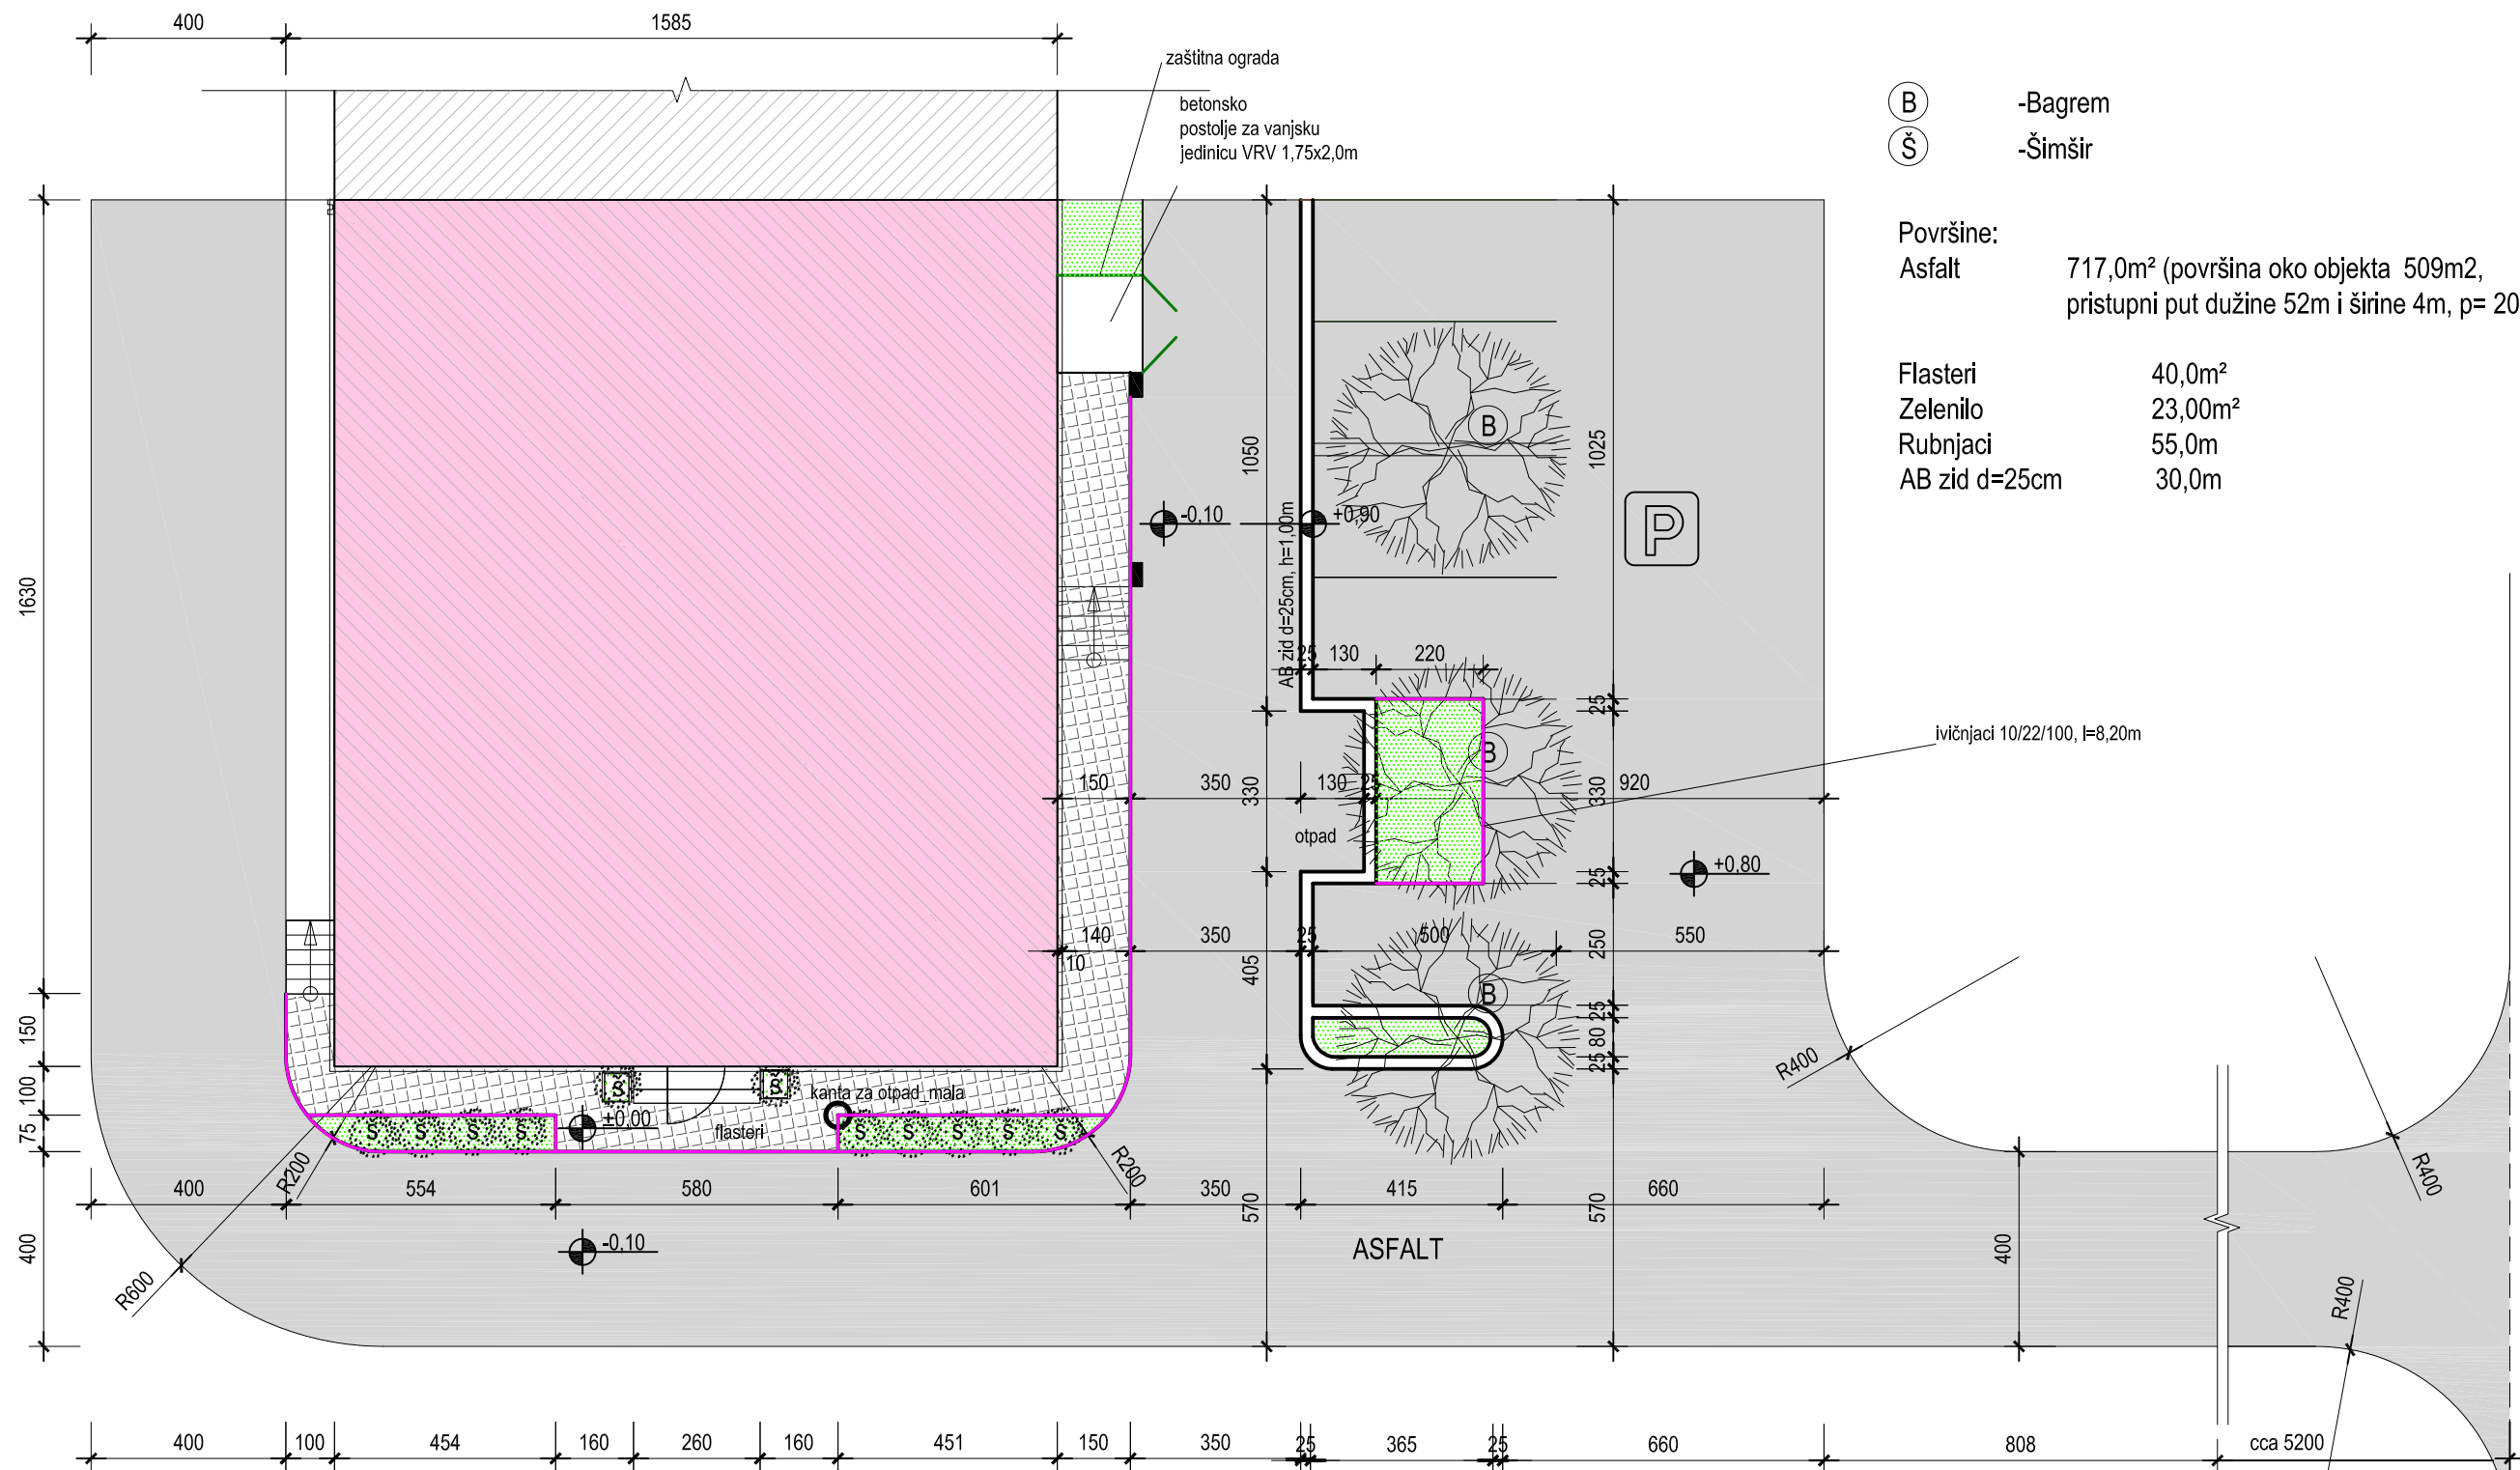 400
1585
zaštitna ograda
betonsko
postolje za vanjsku
jedinicu VRV 1,75x2,0m
B -Bagrem
Š -Šimšir
Površine:
Asfalt 717,0m² (površina oko objekta 509m2,
pristupni put dužine 52m i širine 4m, p= 20
Flasteri 40,0m²
Zelenilo 23,00m²
Rubnjaci 55,0m
AB zid d=25cm 30,0m
B
1050
1025
1630
-0,10
+0,90
P
AB zid d=25cm, h=1,00m
25 130 220
25
ivičnjaci 10/22/100, l=8,20m
B
150 350 330 130 25 330 920
otpad
25
+0,80
140 350 25 500 250 550
10
405
B
25
80
25
150
100
75
Š Š
kanta za otpad_mala
±0,00
flasteri
Š Š Š Š
Š Š Š Š Š
R400
R200
R200
R400
400 554 580 601 350 415 660
570
570
400
-0,10
ASFALT
400
R600
R400
400 100 454 160 260 160 451 150 350 25 365 25 660 808 cca 5200